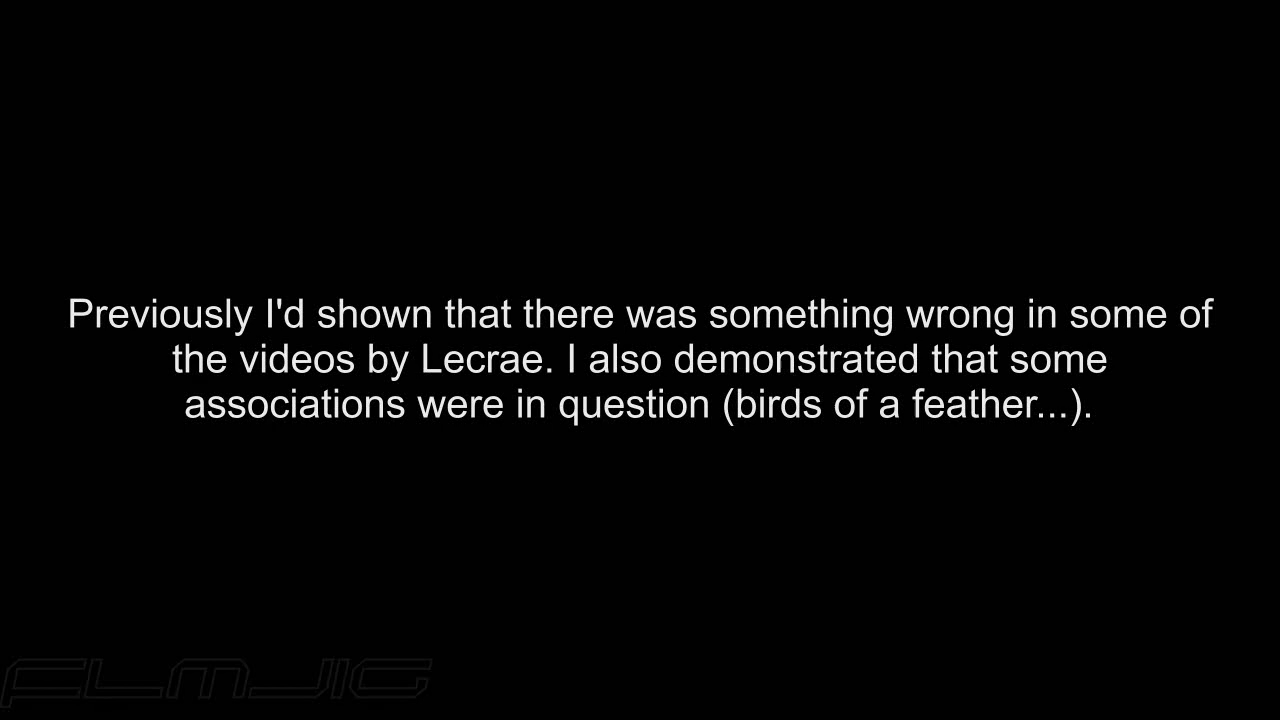 Previously I'd shown that there was something wrong in some of
the videos by Lecrae. I also demonstrated that some
associations were in question (birds of a feather...).
FLMJIG